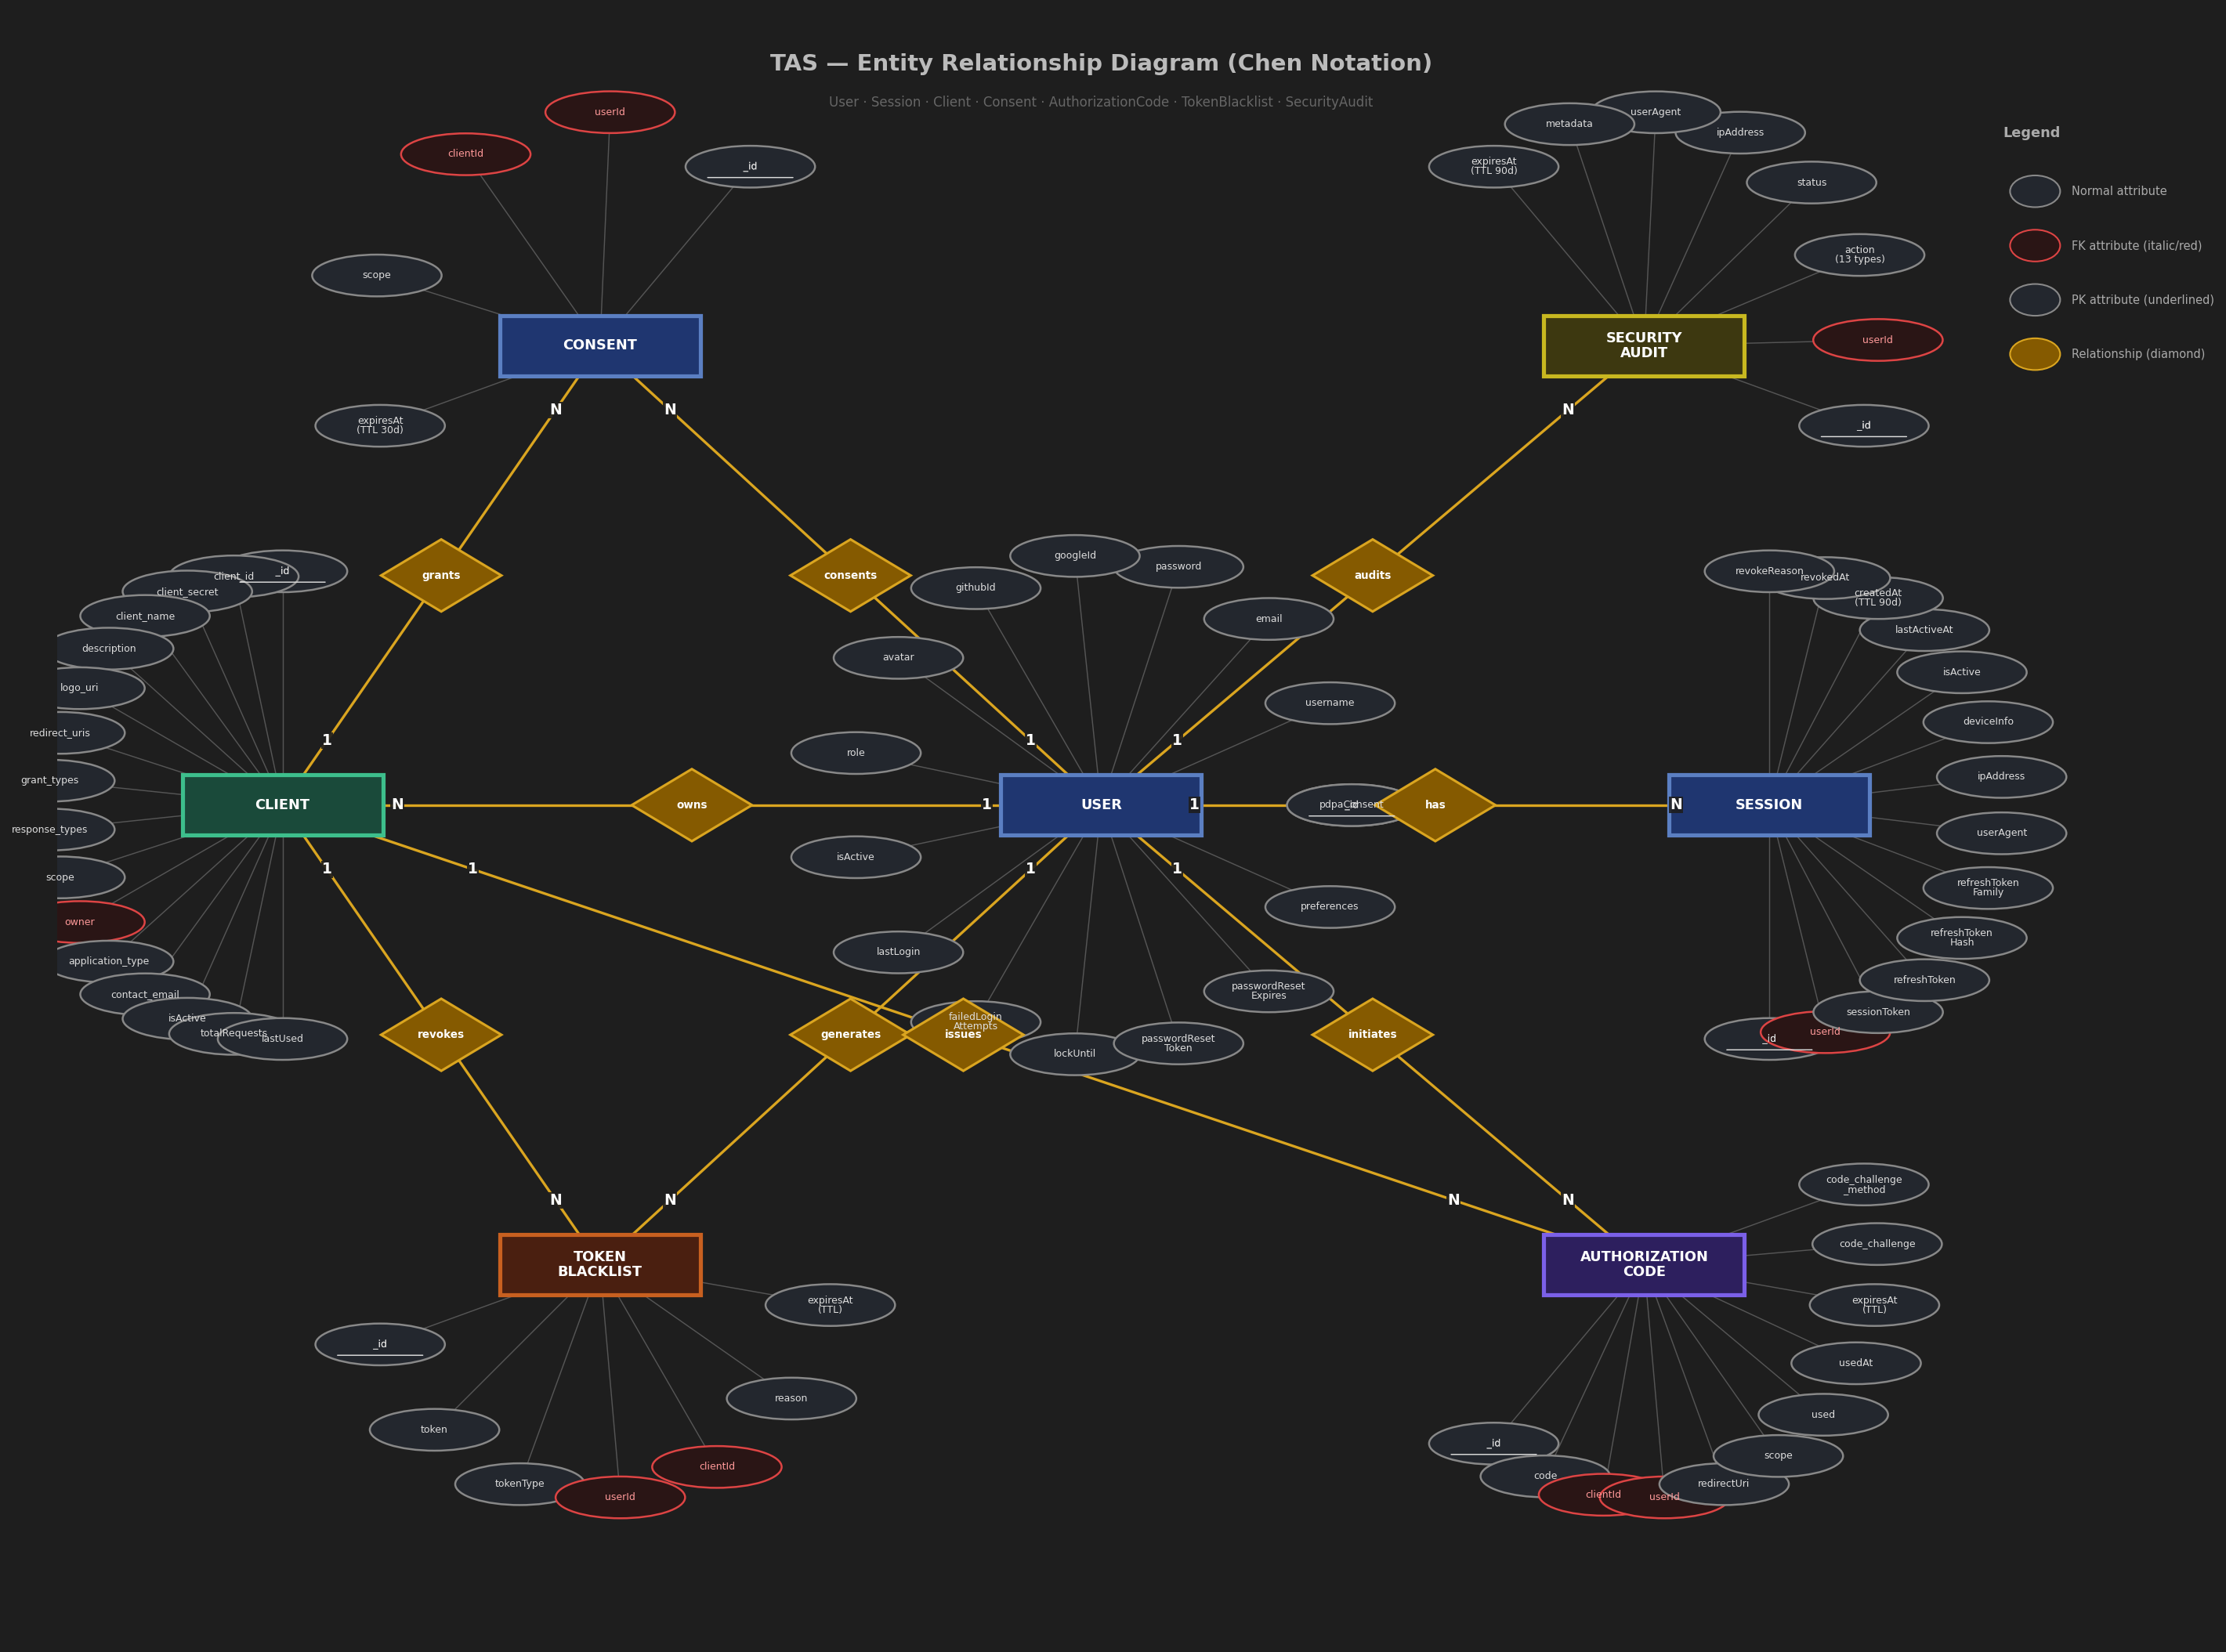 TAS — Entity Relationship Diagram (Chen Notation)
User · Session · Client · Consent · AuthorizationCode · TokenBlacklist · SecurityAudit
userId
clientId
_id
scope
CONSENT
expiresAt
(TTL 30d)
N
N
metadata
userAgent
ipAddress
expiresAt
(TTL 90d)
status
action
(13 types)
SECURITY
AUDIT
userId
_id
N
Legend
Normal attribute
FK attribute (italic/red)
PK attribute (underlined)
Relationship (diamond)
grants
consents
audits
_id
client_id
client_secret
client_name
description
logo_uri
redirect_uris
grant_types
response_types
scope
owner
application_type
contact_email
isActive
totalRequests
lastUsed
CLIENT
1
N
1
1
owns
googleId
password
githubId
email
avatar
username
role
1
1
1
USER
1
pdpaConsent
_id
has
N
isActive
1
1
preferences
lastLogin
passwordReset
Expires
failedLogin
Attempts
lockUntil
passwordReset
Token
revokeReason
revokedAt
createdAt
(TTL 90d)
lastActiveAt
isActive
deviceInfo
ipAddress
SESSION
userAgent
refreshToken
Family
refreshToken
Hash
refreshToken
sessionToken
userId
_id
revokes
generates
issues
initiates
N
N
N
N
TOKEN
BLACKLIST
expiresAt
(TTL)
_id
reason
token
clientId
tokenType
userId
code_challenge
_method
code_challenge
AUTHORIZATION
CODE
expiresAt
(TTL)
usedAt
used
_id
scope
code
redirectUri
clientId
userId